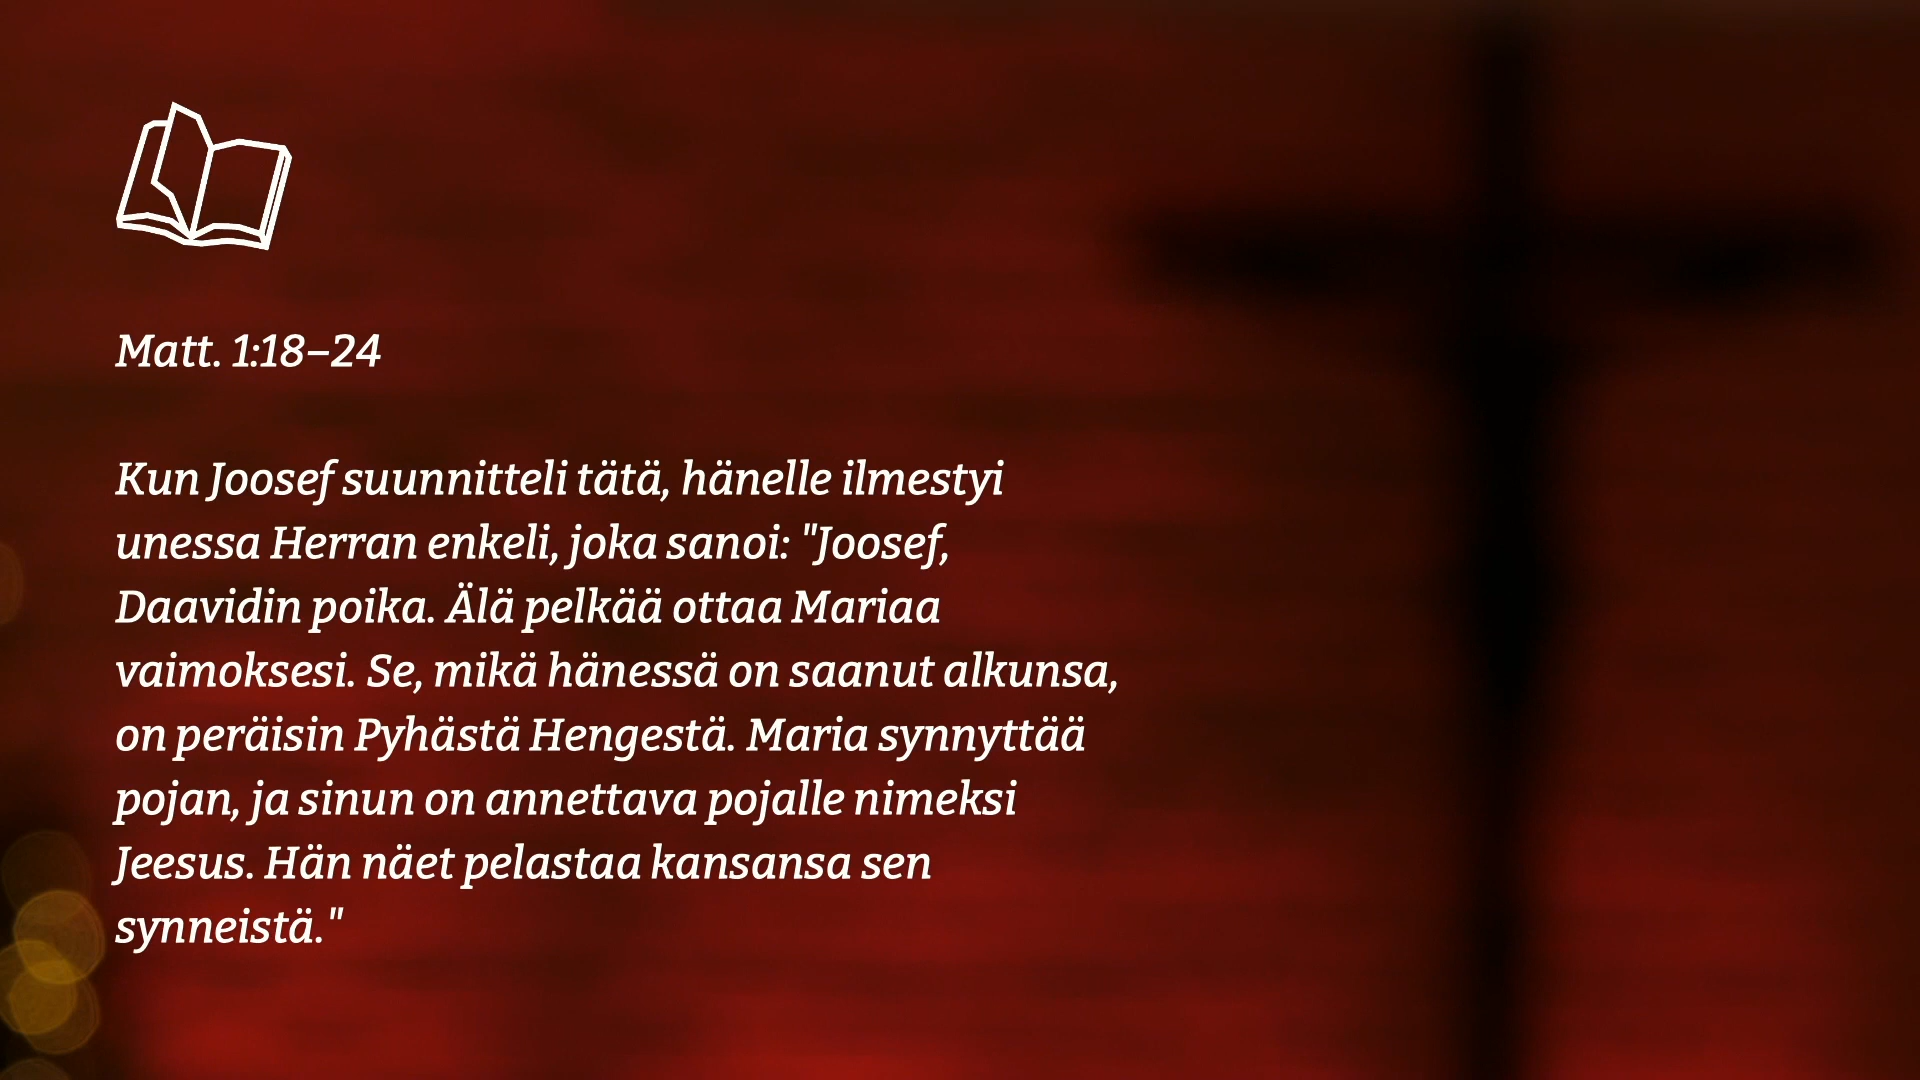 Matt. 1:18–24
Kun Joosef suunnitteli tätä, hänelle ilmestyi
unessa Herran enkeli, joka sanoi: "Joosef,
Daavidin poika. Älä pelkää ottaa Mariaa
vaimoksesi. Se, mikä hänessä on saanut alkunsa,
on peräisin Pyhästä Hengestä. Maria synnyttää
pojan, ja sinun on annettava pojalle nimeksi
Jeesus. Hän näet pelastaa kansansa sen
synneistä."